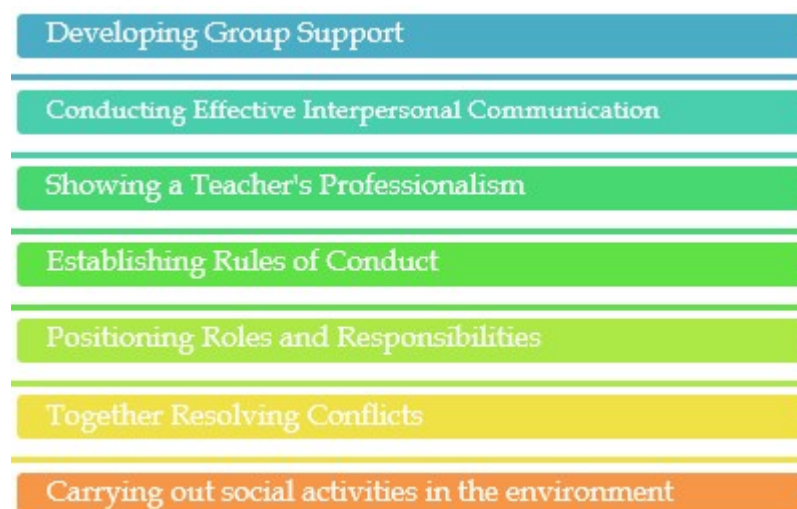 Developing Group Support
Conducting Effective Interpersonal Communication
Showing a Teacher's Professionalism
Establishing Rules of Conduct
Positioning Roles and Responsibilities
Together Resolving Conflicts
Carrying out social activities in the environment